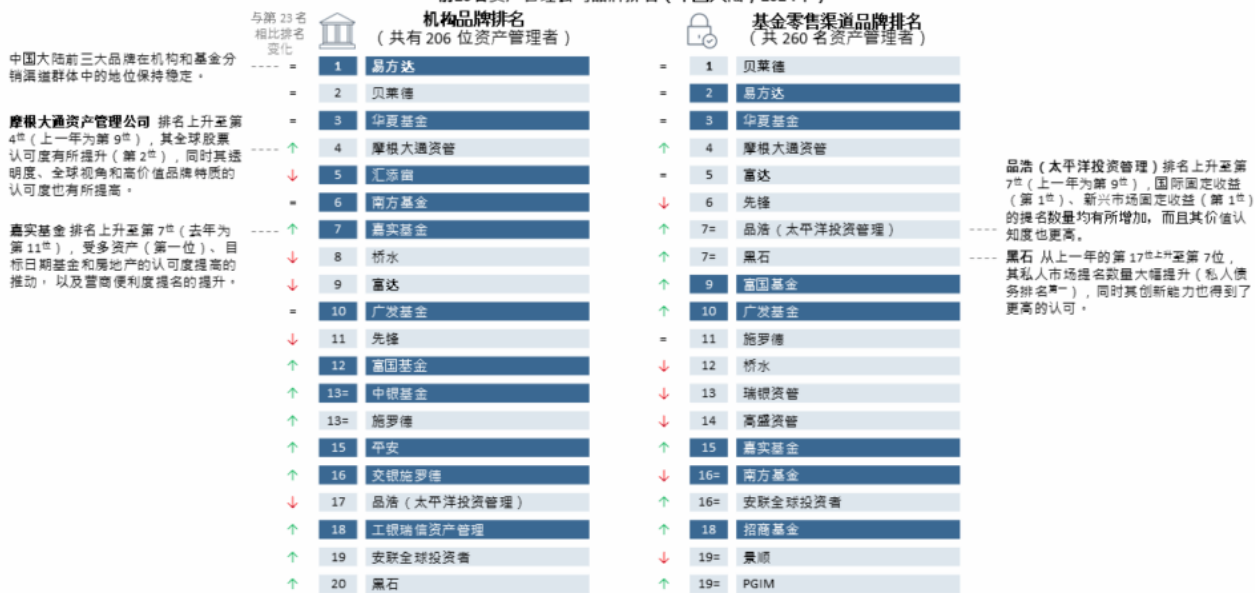 与第 23 名
相比排名
变化
机构品牌排名
（共有 206 位资产管理者）
基金零售渠道品牌排名
（共 260 名资产管理者）
中国大陆前三大品牌在机构和基金分
销渠道群体中的地位保持稳定。
摩根大通资产管理公司 排名上升至第
4位（上一年为第 9位），其全球股票
认可度有所提升（第 2位），同时其透
明度、全球视角和高价值品牌特质的
认可度也有所提高。
嘉实基金 排名上升至第 7位（去年为
第 11位），受多资产（第一位）、目
标日期基金和房地产的认可度提高的
推动，以及营商便利度提名的提升。
= 1 易方达
= 2 贝莱德
= 3 华夏基金
↑ 4 摩根大通资管
↓ 5 汇添富
= 6 南方基金
↑ 7 嘉实基金
↓ 8 桥水
↓ 9 富达
= 10 广发基金
↓ 11 先锋
↑ 12 富国基金
↑ 13= 中银基金
↑ 13= 施罗德
↑ 15 平安
↑ 16 交银施罗德
↓ 17 品浩（太平洋投资管理）
↑ 18 工银瑞信资产管理
↑ 19 安联全球投资者
↑ 20 黑石
= 1 贝莱德
= 2 易方达
= 3 华夏基金
↑ 4 摩根大通资管
= 5 富达
↓ 6 先锋
↑ 7= 品浩（太平洋投资管理）
↑ 7= 黑石
↑ 9 富国基金
↑ 10 广发基金
= 11 施罗德
↓ 12 桥水
↓ 13 瑞银资管
↓ 14 高盛资管
↑ 15 嘉实基金
↓ 16= 南方基金
↑ 16= 安联全球投资者
↑ 18 招商基金
↓ 19= 景顺
↑ 19= PGIM
品浩（太平洋投资管理）排名上升至第
7位（上一年为第 9位），国际固定收益
（第 1位）、新兴市场固定收益（第 1位）
的提名数量均有所增加，而且其价值认
知度也更高。
黑石 从上一年的第 17位上升至第 7位，
其私人市场提名数量大幅提升（私人债
务排名第一），同时其创新能力也得到了
更高的认可。